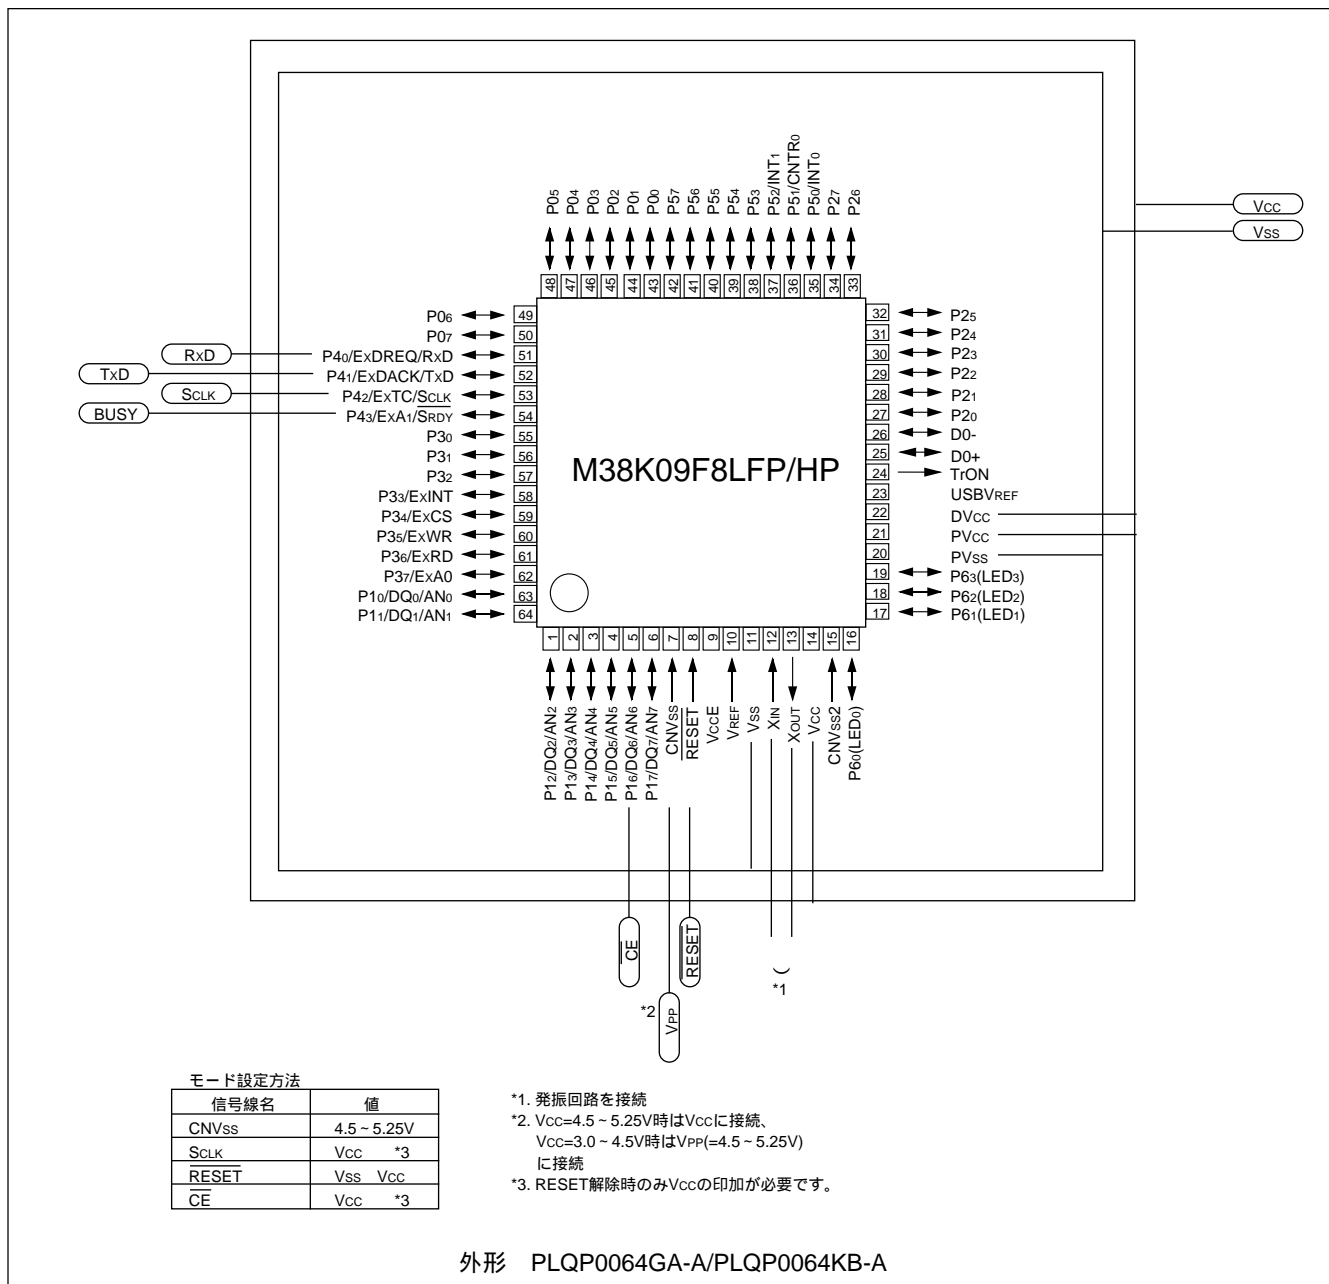 P05
P04
P03
P02
P01
P00
P57
P56
P55
P54
P53
P52/INT1
P51/CNTR0
P50/INT0
P27
P26
VCC
VSS
48
47
46
45
44
43
42
41
40
39
38
37
36
35
34
33
P06
49
P07
50
RXD
P40/EXDREQ/RXD
51
TXD
P41/EXDACK/TXD
52
SCLK
P42/EXTC/SCLK
53
BUSY
P43/EXA1/SRDY
54
P30
55
P31
56
P32
57
P33/EXINT
58
P34/EXCS
59
P35/EXWR
60
P36/EXRD
61
P37/EXA0
62
P10/DQ0/AN0
63
P11/DQ1/AN1
64
M38K09F8LFP/HP
32
P25
31
P24
30
P23
29
P22
28
P21
27
P20
26
D0-
25
D0+
24
TrON
23
USBVREF
22
DVCC
21
PVCC
20
PVSS
19
P63(LED3)
18
P62(LED2)
17
P61(LED1)
1
2
3
4
5
6
7
8
9
10
11
12
13
14
15
16
P12/DQ2/AN2
P13/DQ3/AN3
P14/DQ4/AN4
P15/DQ5/AN5
P16/DQ6/AN6
P17/DQ7/AN7
CNVSS
RESET
VCCE
VREF
VSS
XIN
XOUT
VCC
CNVSS2
P60(LED0)
CE
RESET
*1
*2
VPP
モード設定方法
信号線名 値
CNVSS 4.5~5.25V
SCLK VCC *3
RESET VSS VCC
CE VCC *3
*1. 発振回路を接続
*2. VCC=4.5~5.25V時はVCCに接続、
VCC=3.0~4.5V時はVPP(=4.5~5.25V)
に接続
*3. RESET解除時のみVCCの印加が必要です。
外形 PLQP0064GA-A/PLQP0064KB-A